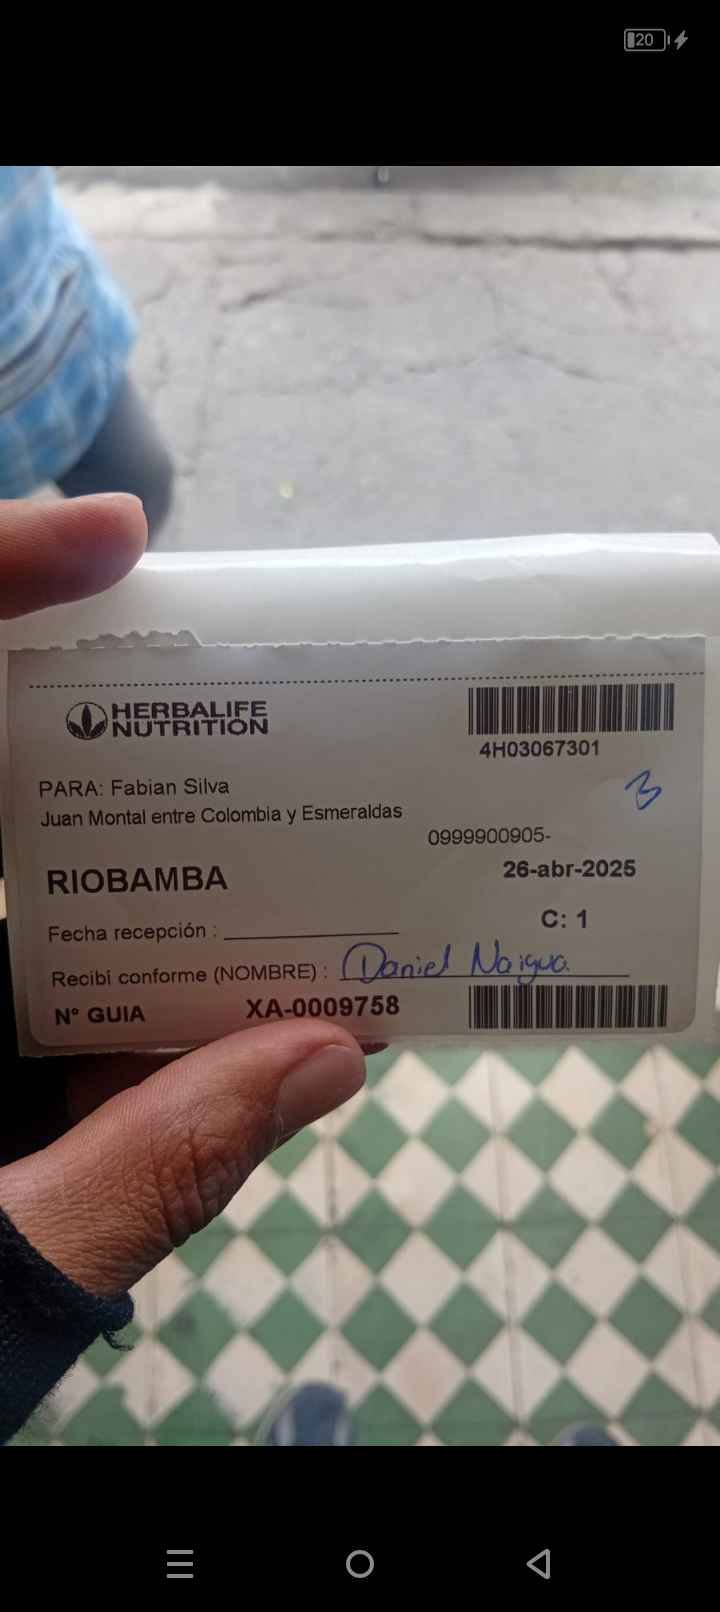 20
HERBALIFE
NUTRITION
4H03067301
PARA: Fabian Silva
Juan Montal entre Colombia y Esmeraldas
3
0999900905-
RIOBAMBA
26-abr-2025
C: 1
Fecha recepción :
Recibí conforme (NOMBRE) : Daniel Naigua.
N° GUIA XA-0009758